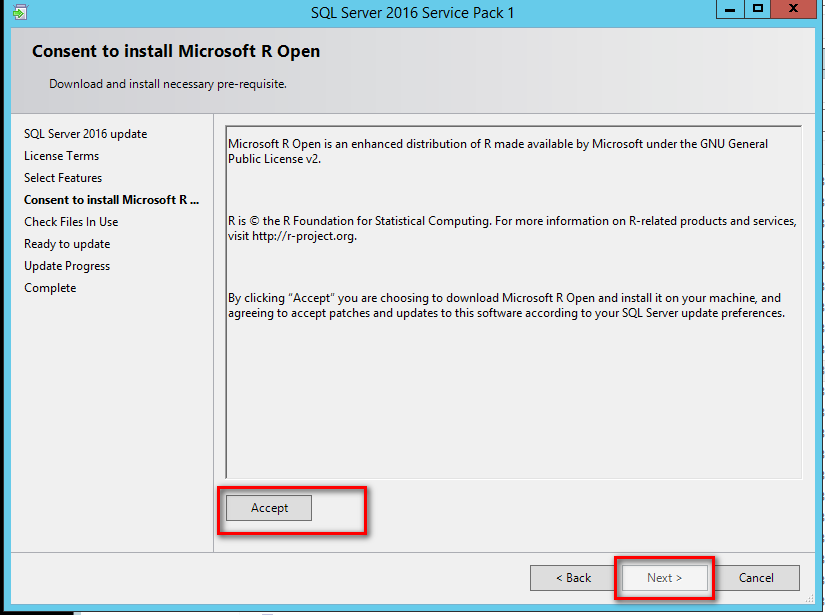 SQL Server 2016 Service Pack 1
Consent to install Microsoft R Open
Download and install necessary pre-requisite.
SQL Server 2016 update
License Terms
Select Features
Consent to install Microsoft R ...
Check Files In Use
Ready to update
Update Progress
Complete
Microsoft R Open is an enhanced distribution of R made available by Microsoft under the GNU General
Public License v2.
R is © the R Foundation for Statistical Computing. For more information on R-related products and services,
visit http://r-project.org.
By clicking “Accept” you are choosing to download Microsoft R Open and install it on your machine, and
agreeing to accept patches and updates to this software according to your SQL Server update preferences.
Accept
< Back
Next >
Cancel